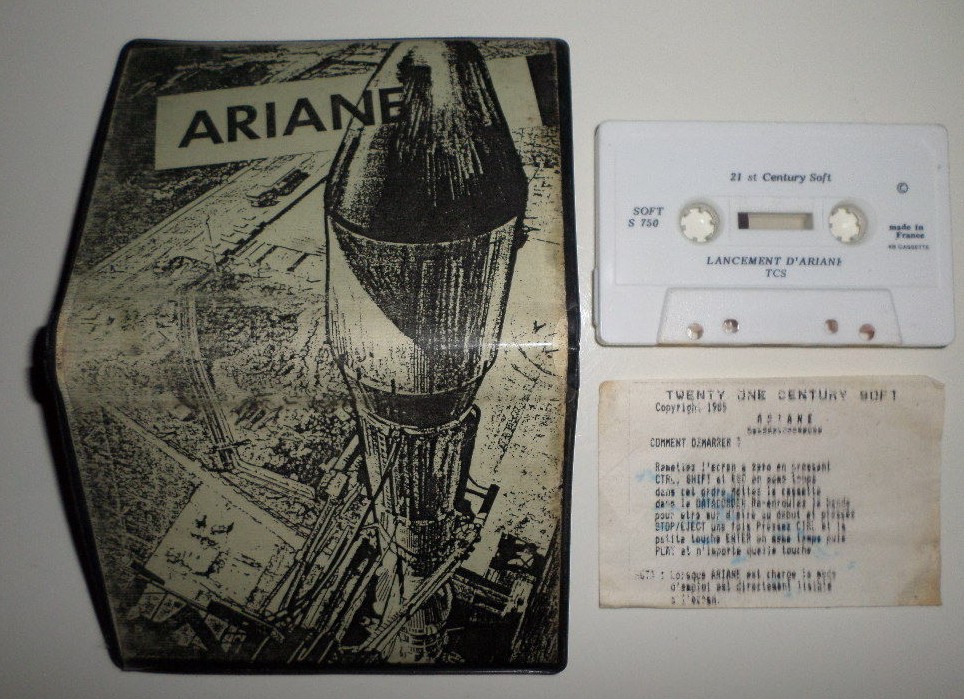 ARIANE
21 st Century Soft
©
SOFT
S 750
made in
France
LANCEMENT D'ARIANE
TCS
TWENTY ONE CENTURY SOFT
Copyright 1985
ARIANE
COMMENT DEMARRER ?
Remettez l'ecran a zero en pressant
CTRL, SHIFT et ESC en meme temps
dans cet ordre Mettez la cassette
dans le DATACORDER Re-enroulez la bande
pour etre sur d'etre au debut et pressez
STOP/EJECT une fois Pressez CTRL et la
petite touche ENTER en meme temps puis
PLAY et n'importe quelle touche
NOTA : Lorsque ARIANE est charge le mode
d'emploi est directement lisible
a l'ecran.